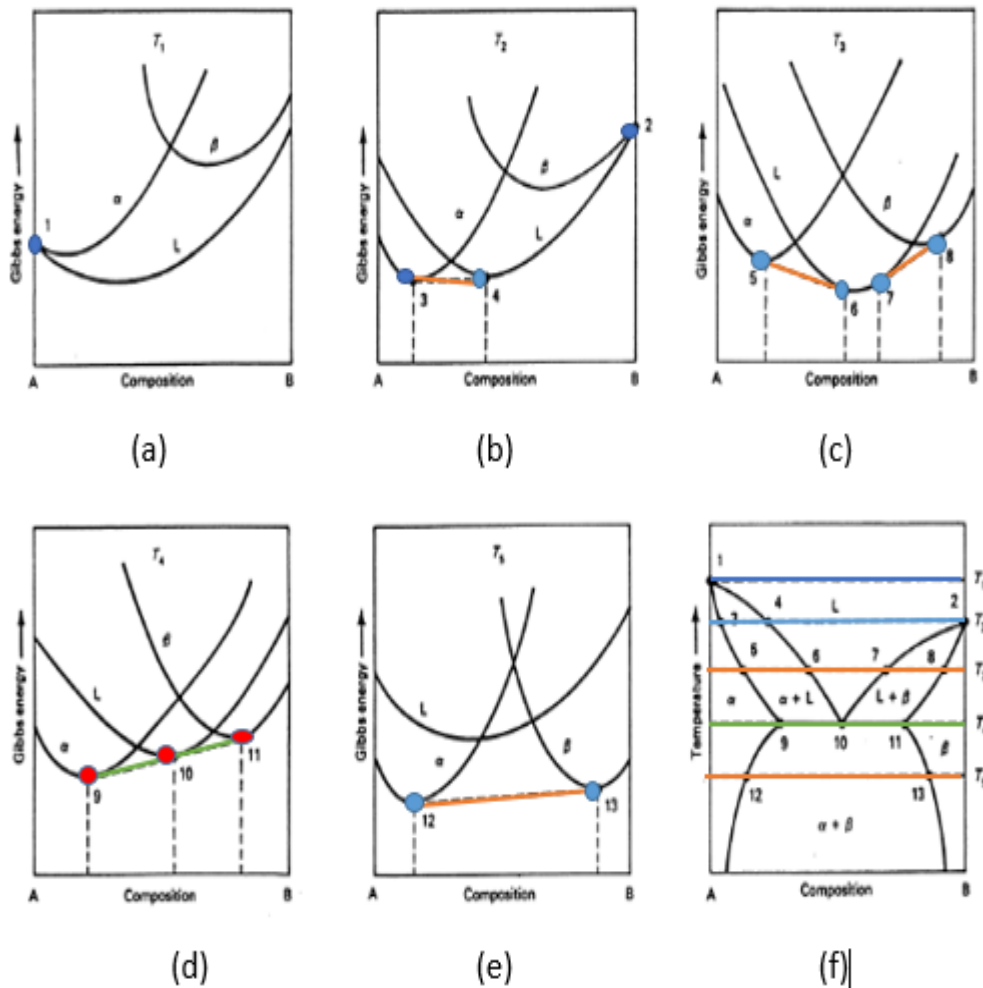 T₁
Gibbs energy
1
α
β
L
A Composition B
(a)
T₂
Gibbs energy
2
β
α
L
3
4
A Composition B
(b)
T₃
Gibbs energy
L
α
β
5
6
7
8
A Composition B
(c)
T₄
Gibbs energy
β
L
α
9
10
11
A Composition B
(d)
T₅
Gibbs energy
L
α
β
12
13
A Composition B
(e)
1
4
L
2
5
6
7
8
α
α + L
L + β
9
10
11
β
12
13
α + β
Temperature
A Composition B
(f)